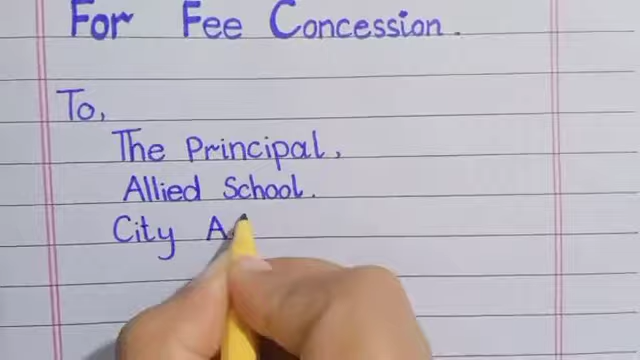 For Fee Concession.
To,
The Principal,
Allied School.
City A